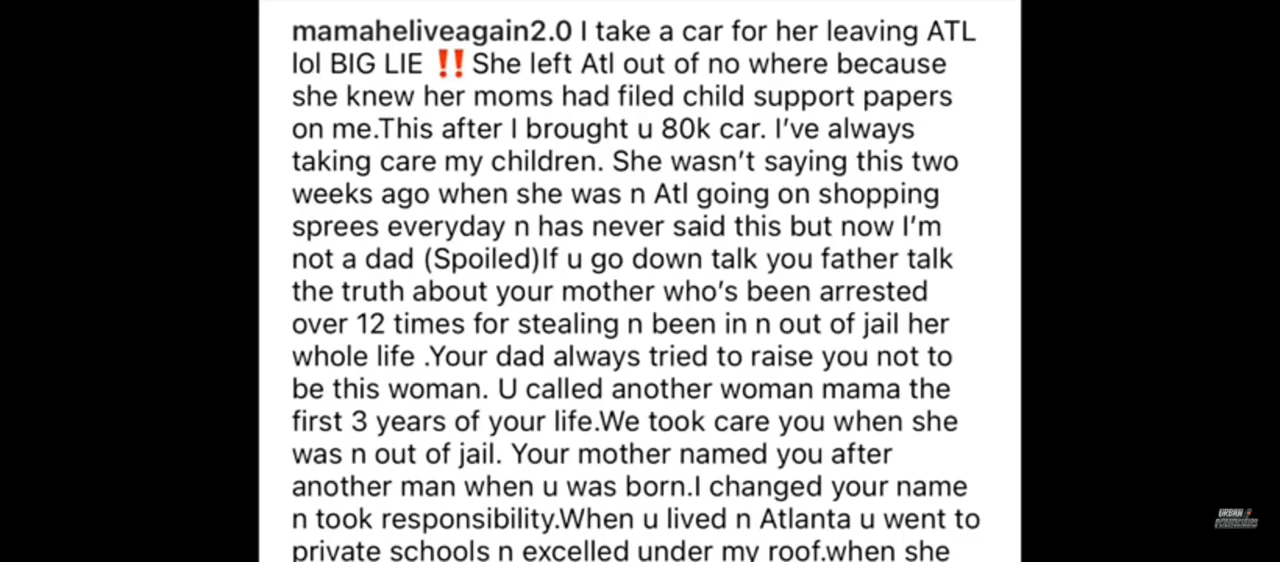 mamaheliveagain2.0 I take a car for her leaving ATL
lol BIG LIE ‼️ She left Atl out of no where because
she knew her moms had filed child support papers
on me.This after I brought u 80k car. I've always
taking care my children. She wasn't saying this two
weeks ago when she was n Atl going on shopping
sprees everyday n has never said this but now I'm
not a dad (Spoiled)If u go down talk you father talk
the truth about your mother who's been arrested
over 12 times for stealing n been in n out of jail her
whole life .Your dad always tried to raise you not to
be this woman. U called another woman mama the
first 3 years of your life.We took care you when she
was n out of jail. Your mother named you after
another man when u was born.I changed your name
n took responsibility.When u lived n Atlanta u went to
private schools n excelled under my roof.when she
URBAN